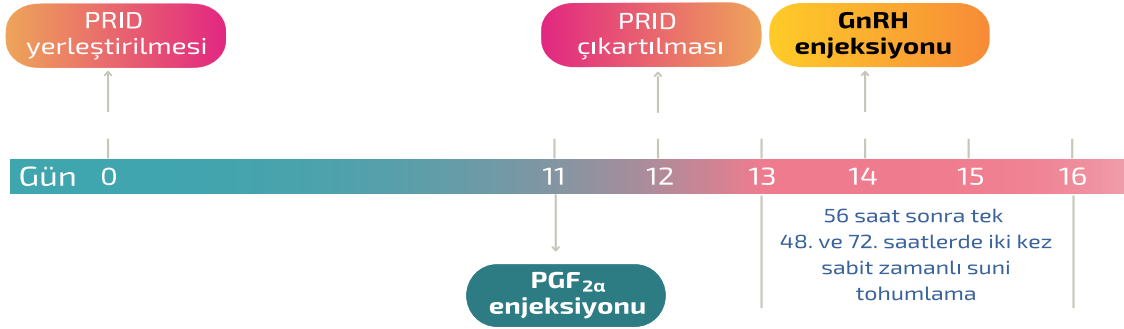 PRID
yerleştirilmesi
PRID
çıkartılması
GnRH
enjeksiyonu
Gün 0 11 12 13 14 15 16
PGF2α
enjeksiyonu
56 saat sonra tek
48. ve 72. saatlerde iki kez
sabit zamanlı suni
tohumlama